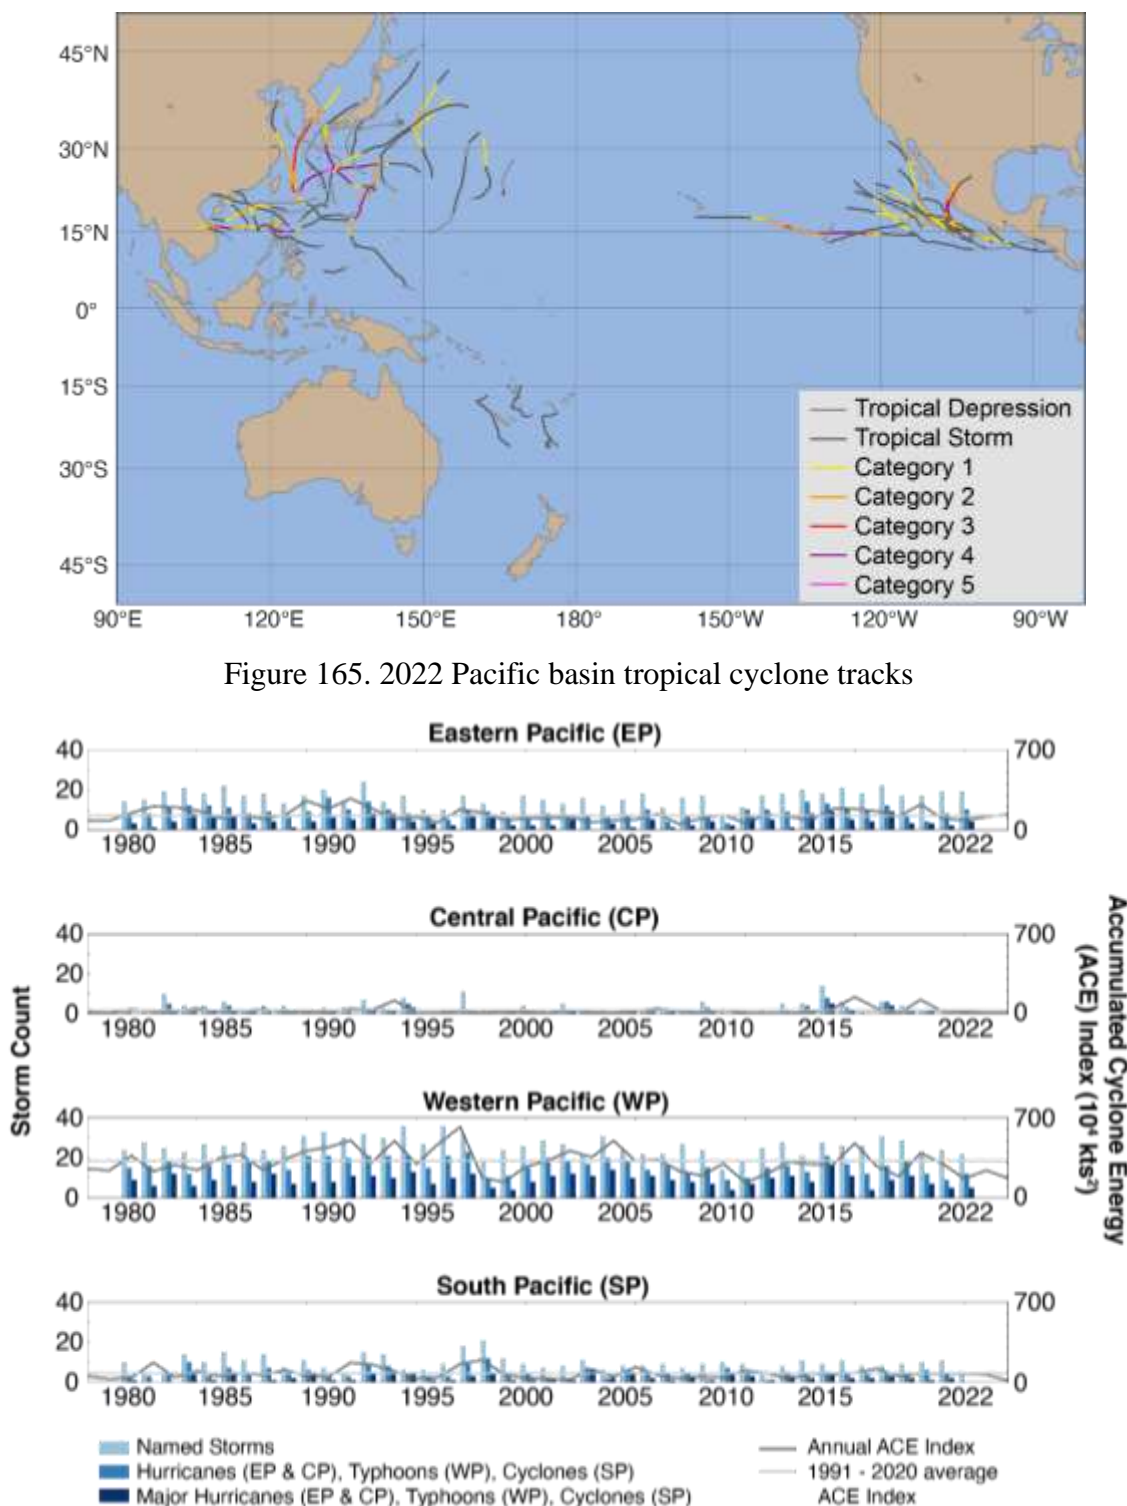 45°N
30°N
15°N
0°
15°S
30°S
45°S
Tropical Depression
Tropical Storm
Category 1
Category 2
Category 3
Category 4
Category 5
90°E 120°E 150°E 180° 150°W 120°W 90°W
Figure 165. 2022 Pacific basin tropical cyclone tracks
Storm Count
Accumulated Cyclone Energy
(ACE) Index (10⁴ kts²)
Eastern Pacific (EP)
40 700
20
0 0
1980 1985 1990 1995 2000 2005 2010 2015 2022
Central Pacific (CP)
40 700
20
0 0
1980 1985 1990 1995 2000 2005 2010 2015 2022
Western Pacific (WP)
40 700
20
0 0
1980 1985 1990 1995 2000 2005 2010 2015 2022
South Pacific (SP)
40 700
20
0 0
1980 1985 1990 1995 2000 2005 2010 2015 2022
Named Storms
Hurricanes (EP & CP), Typhoons (WP), Cyclones (SP)
Major Hurricanes (EP & CP), Typhoons (WP), Cyclones (SP)
Annual ACE Index
1991 - 2020 average
ACE Index